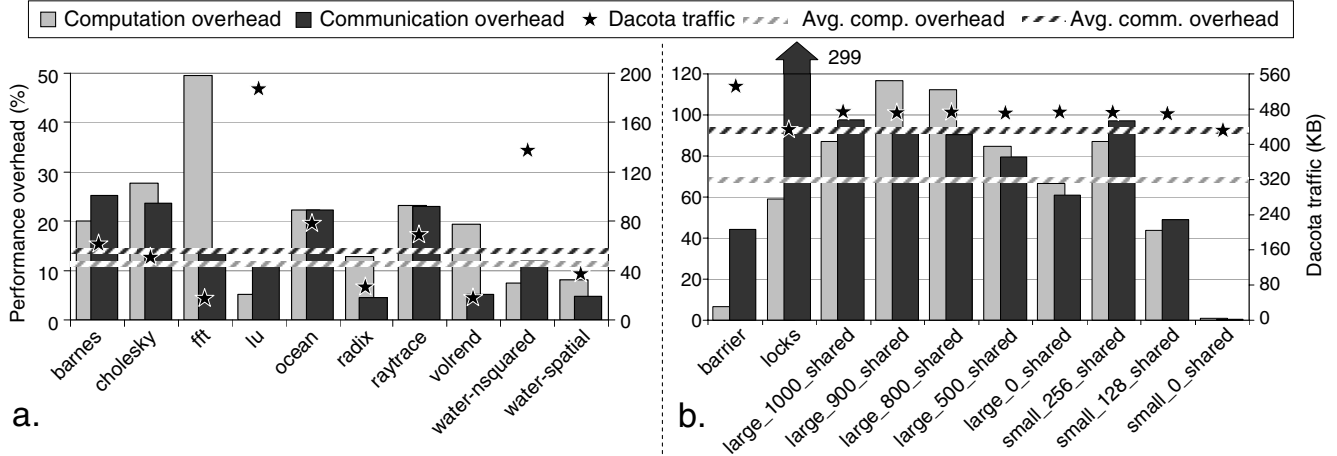 Computation overhead Communication overhead Dacota traffic Avg. comp. overhead Avg. comm. overhead
Performance overhead (%)
50
40
30
20
10
0
200
160
120
80
40
0
barnes
cholesky
fft
lu
ocean
radix
raytrace
volrend
water-nsquared
water-spatial
a.
299
120
100
80
60
40
20
0
560
480
400
320
240
160
80
0
Dacota traffic (KB)
barrier
locks
large_1000_shared
large_900_shared
large_800_shared
large_500_shared
large_0_shared
small_256_shared
small_128_shared
small_0_shared
b.